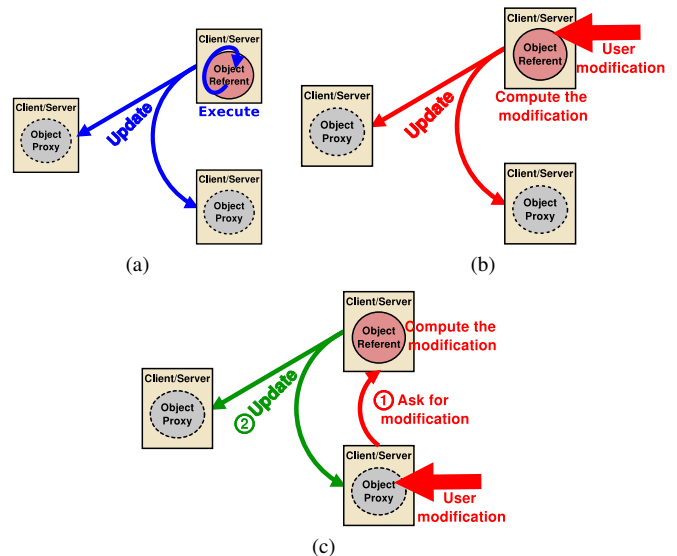 Client/Server
Object
Referent
Execute
Update
Client/Server
Object
Proxy
Client/Server
Object
Proxy
(a)
Client/Server
Object
Referent
User
modification
Compute the
modification
Update
Client/Server
Object
Proxy
Client/Server
Object
Proxy
(b)
Client/Server
Object
Referent
Compute the
modification
2 Update
Client/Server
Object
Proxy
1 Ask for
modification
Client/Server
Object
Proxy
User
modification
(c)